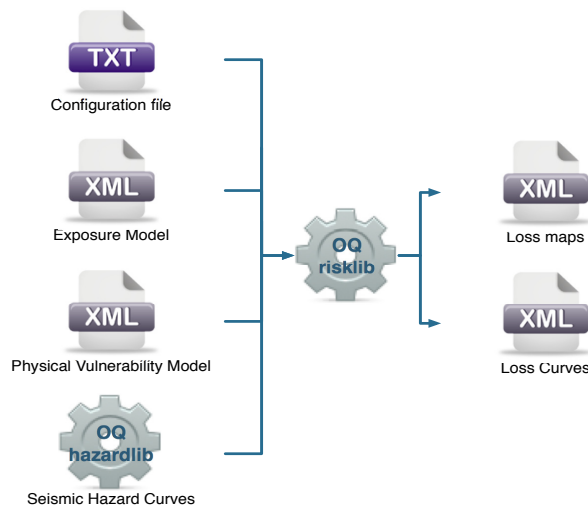 TXT
Configuration file
XML
Exposure Model
XML
Physical Vulnerability Model
OQ
hazardlib
Seismic Hazard Curves
OQ
risklib
XML
Loss maps
XML
Loss Curves